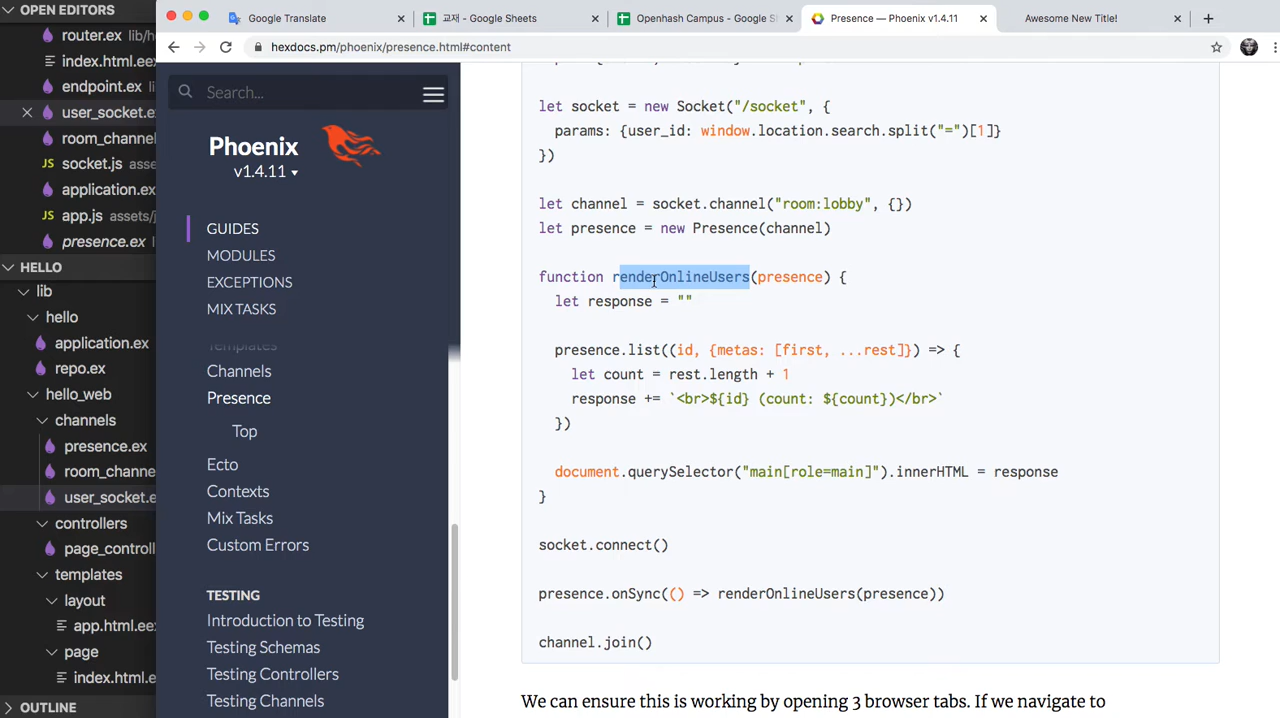 OPEN EDITORS
router.ex lib/h
index.html.ee
endpoint.ex li
user_socket.e
room_channel
socket.js asse
application.ex
app.js assets/j
presence.ex
HELLO
lib
hello
application.ex
repo.ex
hello_web
channels
presence.ex
room_channe
user_socket.e
controllers
page_controll
templates
layout
app.html.ee
page
index.html.e
OUTLINE
Google Translate
교재 - Google Sheets
Openhash Campus - Google Sh
Presence — Phoenix v1.4.11
Awesome New Title!
hexdocs.pm/phoenix/presence.html#content
Search...
Phoenix
v1.4.11
GUIDES
MODULES
EXCEPTIONS
MIX TASKS
Templates
Channels
Presence
Top
Ecto
Contexts
Mix Tasks
Custom Errors
TESTING
Introduction to Testing
Testing Schemas
Testing Controllers
Testing Channels
let socket = new Socket("/socket", {
params: {user_id: window.location.search.split("=")[1]}
})
let channel = socket.channel("room:lobby", {})
let presence = new Presence(channel)
function renderOnlineUsers(presence) {
let response = ""
presence.list((id, {metas: [first, ...rest]}) => {
let count = rest.length + 1
response += `<br>${id} (count: ${count})</br>`
})
document.querySelector("main[role=main]").innerHTML = response
}
socket.connect()
presence.onSync(() => renderOnlineUsers(presence))
channel.join()
We can ensure this is working by opening 3 browser tabs. If we navigate to